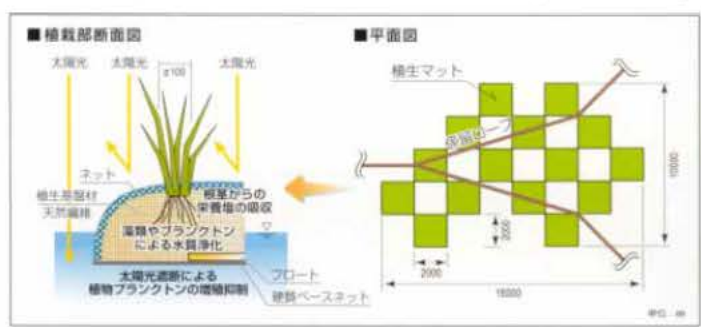 ■植栽部断面図
太陽光
太陽光
太陽光
ø100
ネット
植生基盤材
天然繊維
根茎からの
栄養塩の吸収
藻類やプランクトン
による水質浄化
太陽光遮断による
植物プランクトンの増殖抑制
フロート
硬質ベースネット
■平面図
植生マット
係留ロープ
10000
2000
2000
16000
単位:㎜